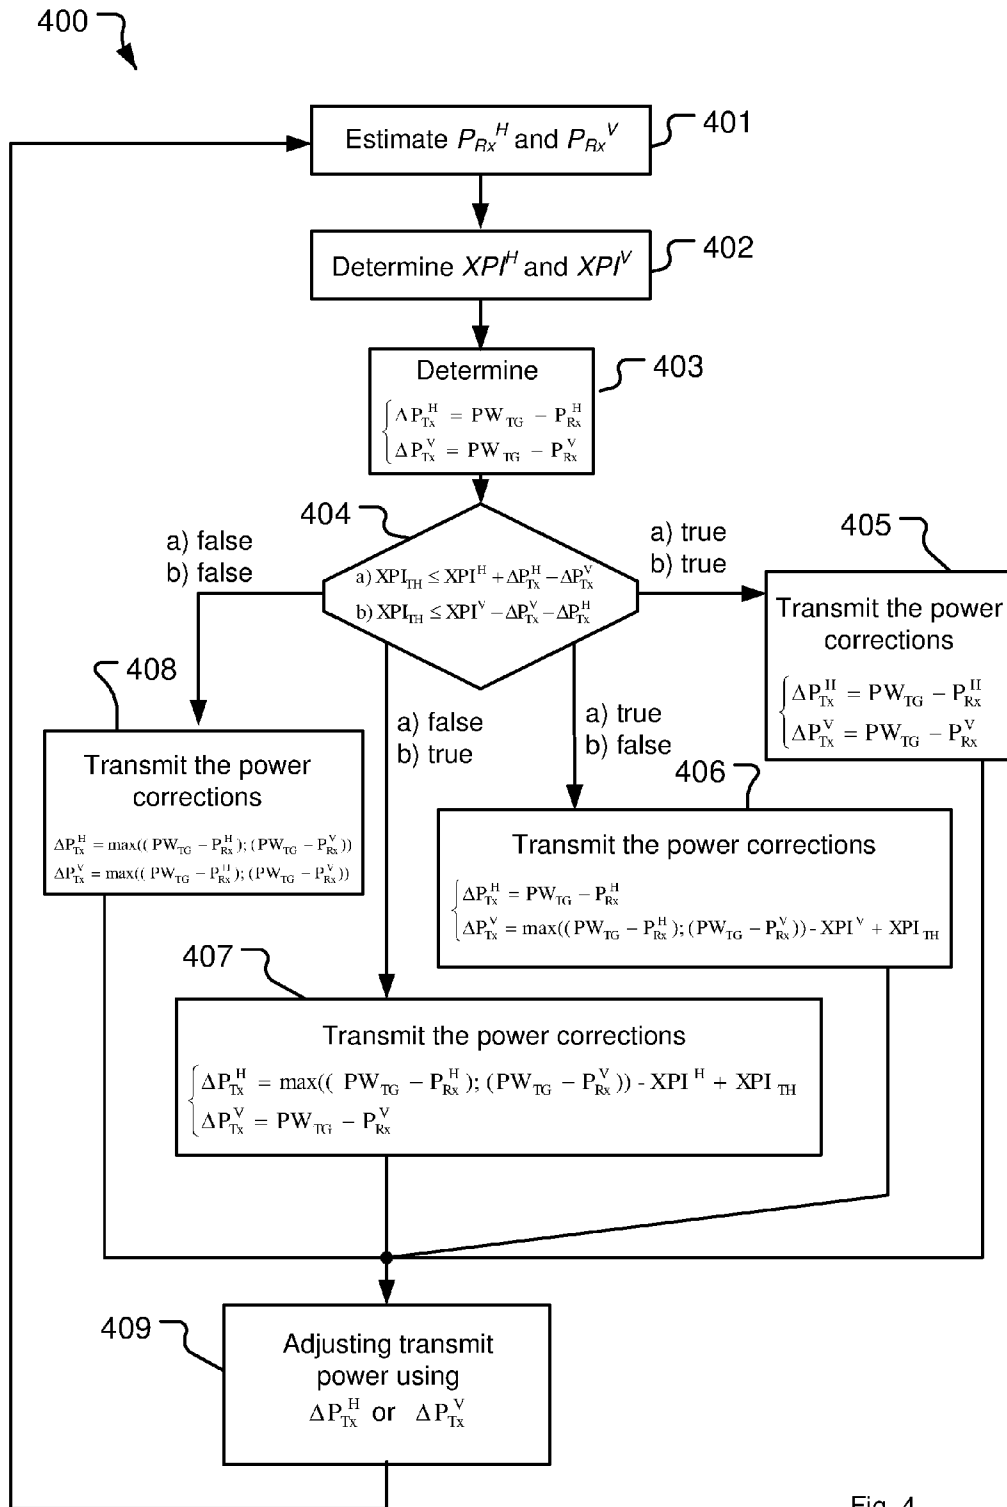 400
Estimate P_Rx^H and P_Rx^V
401
Determine XPI^H and XPI^V
402
Determine
ΔP_Tx^H = PW_TG – P_Rx^H
ΔP_Tx^V = PW_TG – P_Rx^V
403
404
a) XPI_TH ≤ XPI^H + ΔP_Tx^H – ΔP_Tx^V
b) XPI_TH ≤ XPI^V – ΔP_Tx^V – ΔP_Tx^H
a) false
b) false
a) true
b) true
405
Transmit the power
corrections
ΔP_Tx^H = PW_TG – P_Rx^H
ΔP_Tx^V = PW_TG – P_Rx^V
408
Transmit the power
corrections
ΔP_Tx^H = max(( PW_TG – P_Rx^H ); (PW_TG – P_Rx^V ))
ΔP_Tx^V = max(( PW_TG – P_Rx^H ); (PW_TG – P_Rx^V ))
a) false
b) true
a) true
b) false
406
Transmit the power corrections
ΔP_Tx^H = PW_TG – P_Rx^H
ΔP_Tx^V = max((PW_TG – P_Rx^H ); (PW_TG – P_Rx^V )) - XPI^V + XPI_TH
407
Transmit the power corrections
ΔP_Tx^H = max(( PW_TG – P_Rx^H ); (PW_TG – P_Rx^V )) - XPI^H + XPI_TH
ΔP_Tx^V = PW_TG – P_Rx^V
409
Adjusting transmit
power using
ΔP_Tx^H or ΔP_Tx^V
Fig. 4